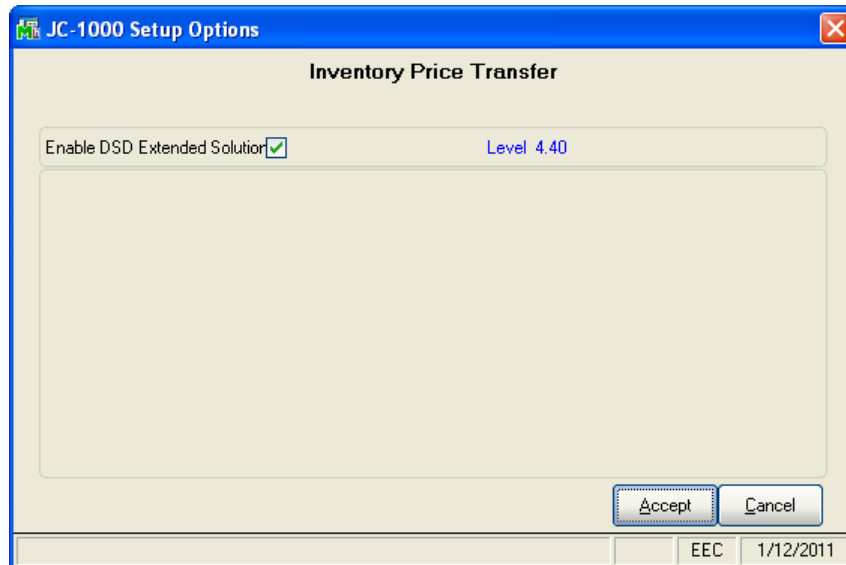 JC-1000 Setup Options
Inventory Price Transfer
Enable DSD Extended Solution Level 4.40
Accept Cancel
EEC 1/12/2011